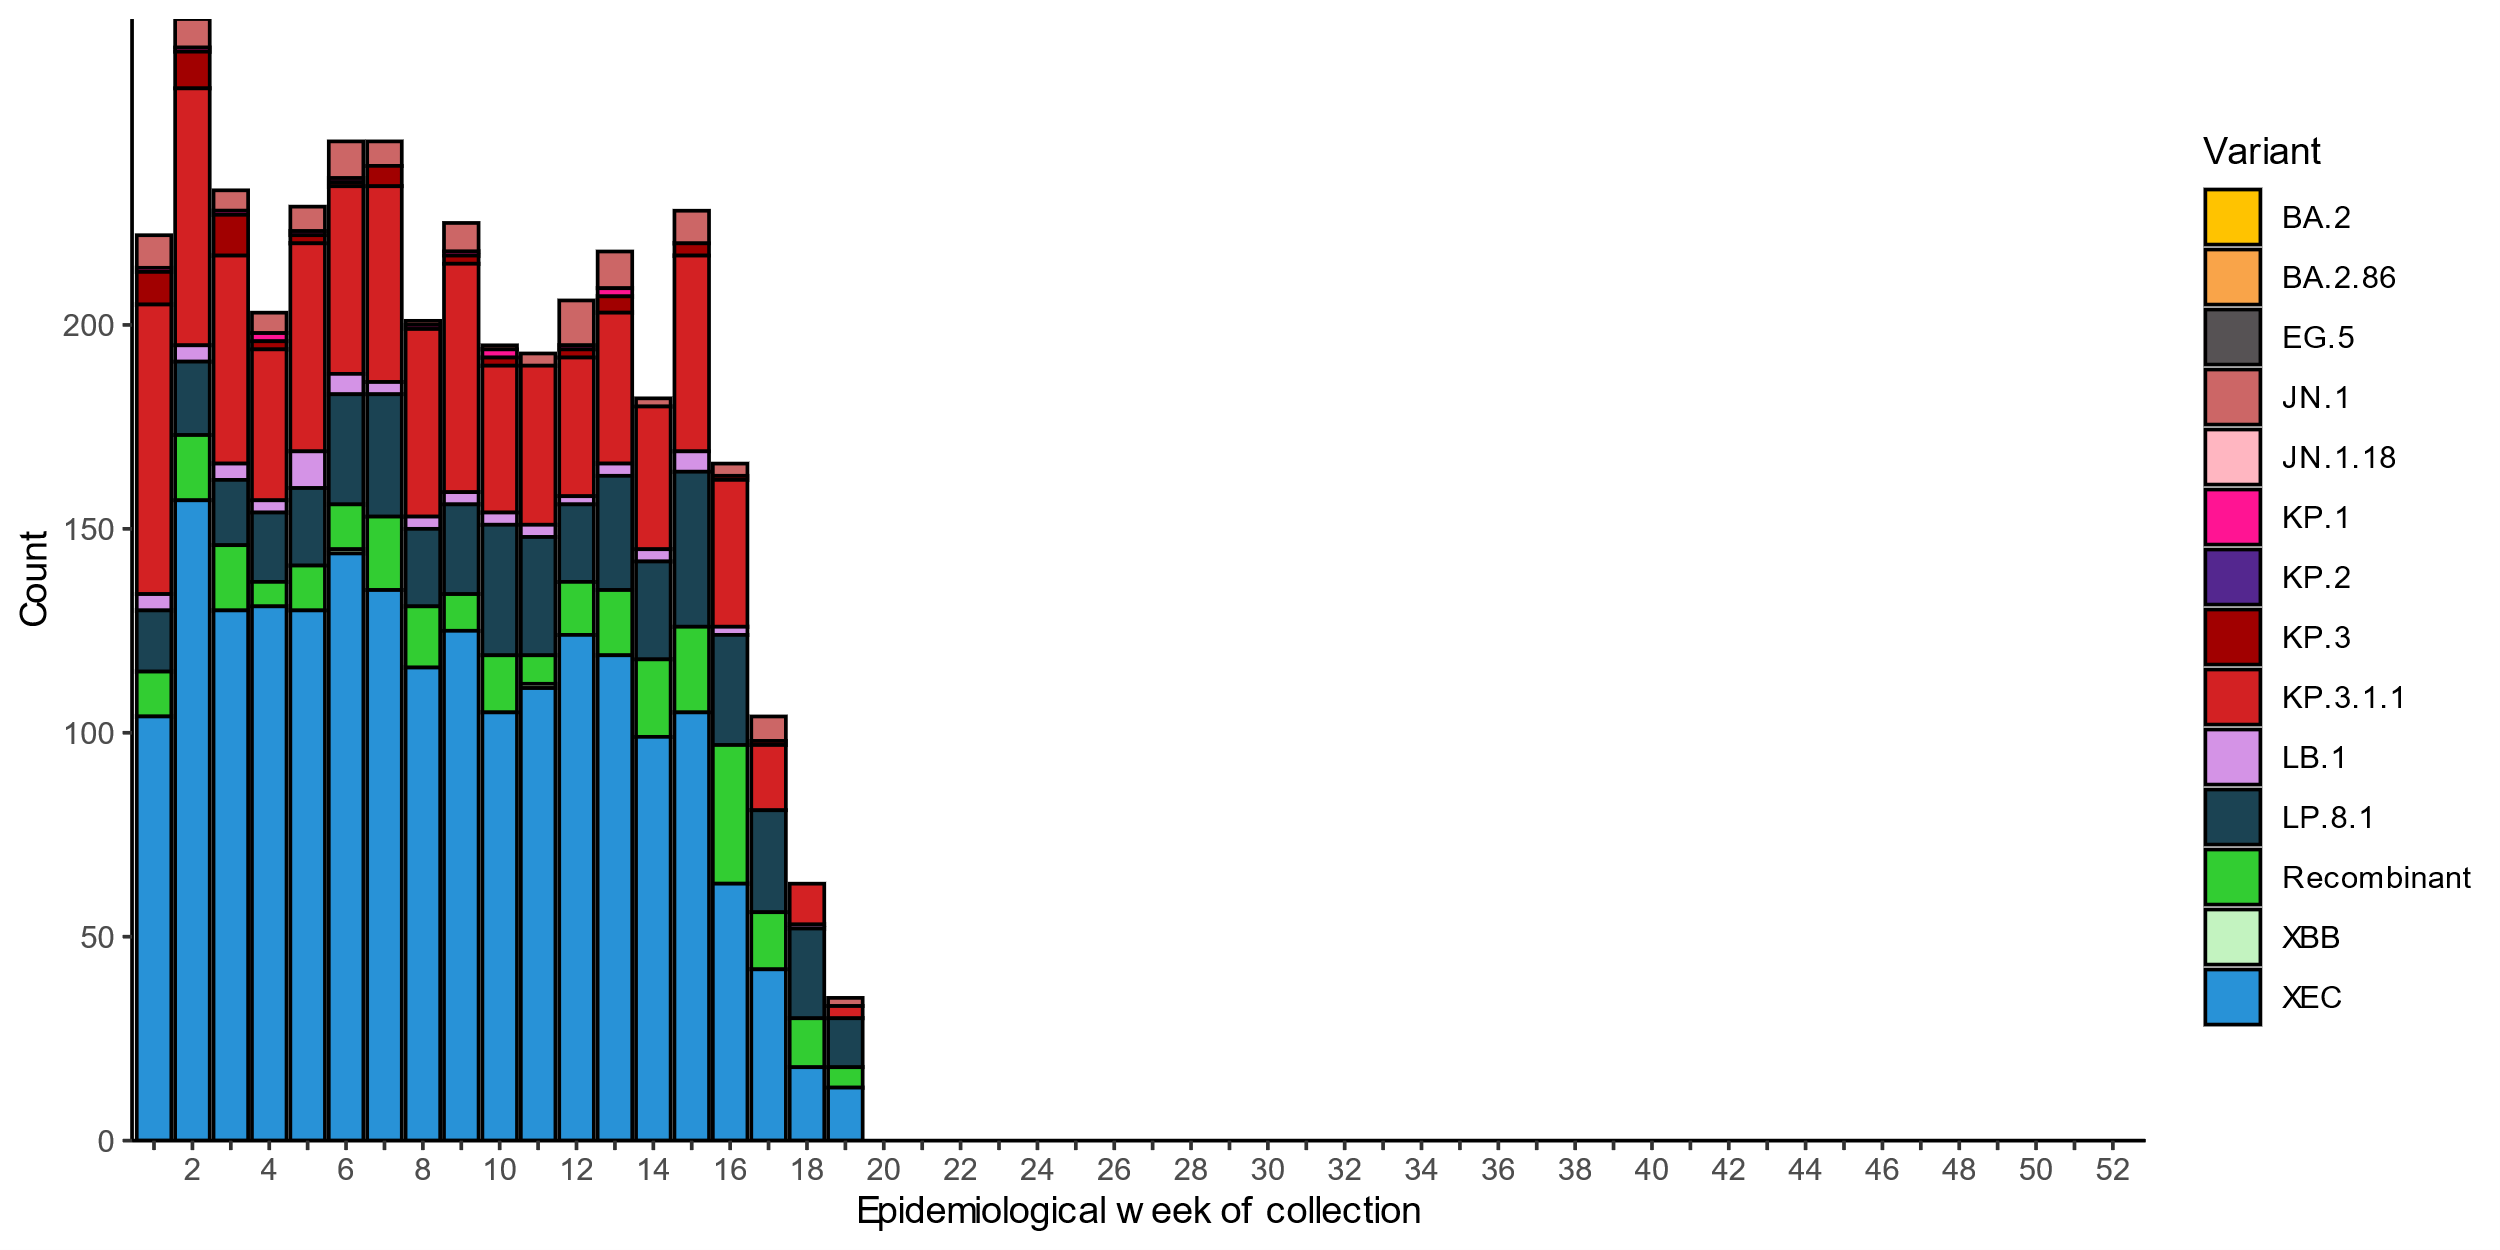 Variant
BA.2
BA.2.86
EG.5
JN.1
JN.1.18
KP.1
KP.2
KP.3
KP.3.1.1
LB.1
LP.8.1
Recombinant
XBB
XEC
Count
200
150
100
50
0
2 4 6 8 10 12 14 16 18 20 22 24 26 28 30 32 34 36 38 40 42 44 46 48 50 52
Epidemiological week of collection